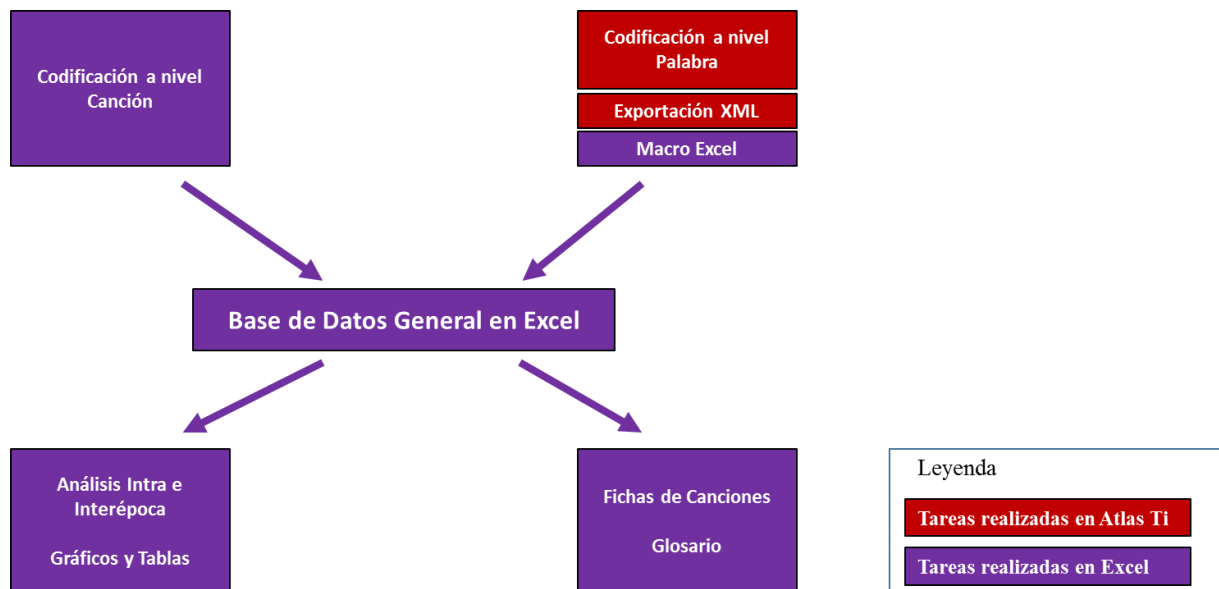 Codificación a nivel
Canción
Codificación a nivel
Palabra
Exportación XML
Macro Excel
Base de Datos General en Excel
Análisis Intra e
Interépoca
Gráficos y Tablas
Fichas de Canciones
Glosario
Leyenda
Tareas realizadas en Atlas Ti
Tareas realizadas en Excel